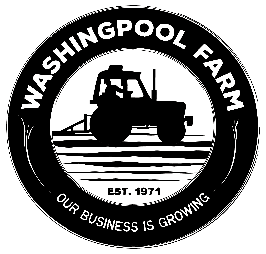 WASHINGPOOL FARM
EST. 1971
OUR BUSINESS IS GROWING